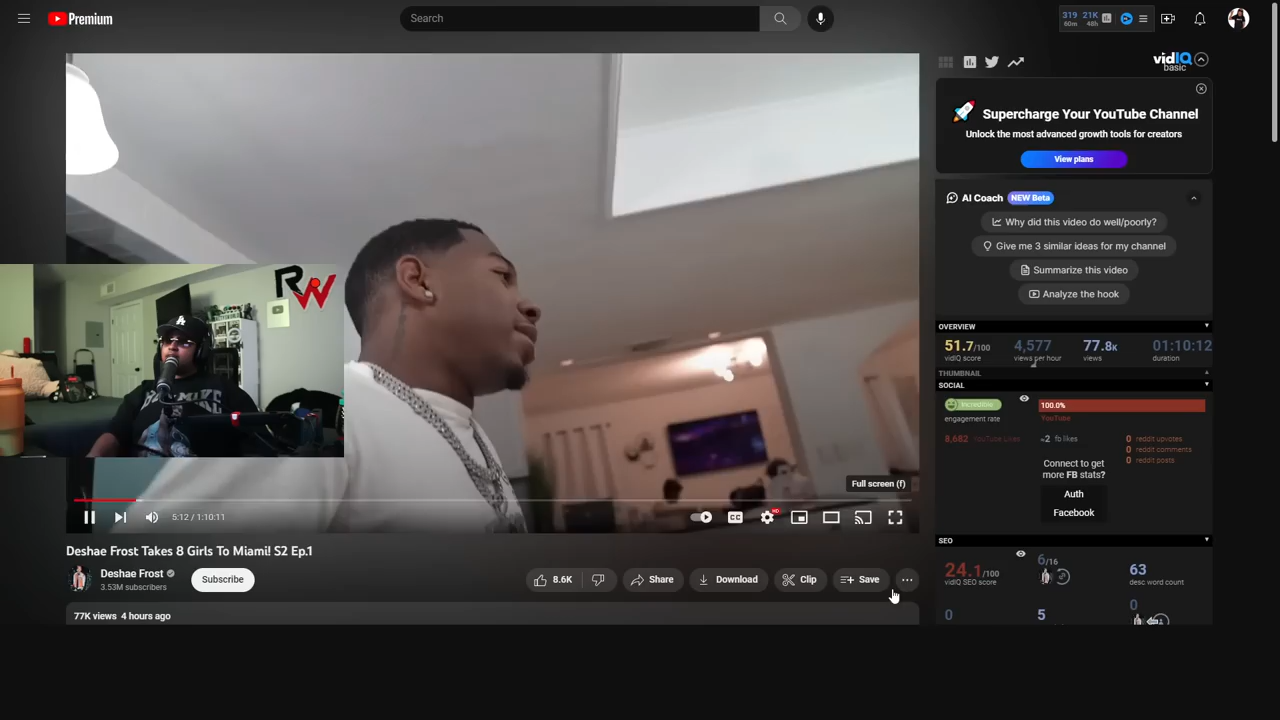 Premium
Search
319 21K
60m 48h
vidIQ
basic
Supercharge Your YouTube Channel
Unlock the most advanced growth tools for creators
View plans
AI Coach NEW Beta
Why did this video do well/poorly?
Give me 3 similar ideas for my channel
Summarize this video
Analyze the hook
OVERVIEW
51.7/100 4,577 77.8K 01:10:12
vidIQ score views per hour views duration
THUMBNAIL
SOCIAL
Incredible 100.0%
engagement rate YouTube
8,682 YouTube Likes ≈2 fb likes 0 reddit upvotes
0 reddit comments
0 reddit posts
Connect to get
more FB stats?
Auth
Facebook
SEO
24.1/100 6/16 63
vidIQ SEO score desc word count
0 5 0
RW
LA
Full screen (f)
5:12 / 1:10:11
CC HD
Deshae Frost Takes 8 Girls To Miami! S2 Ep.1
Deshae Frost
3.53M subscribers
Subscribe
8.6K Share Download Clip Save
77K views 4 hours ago